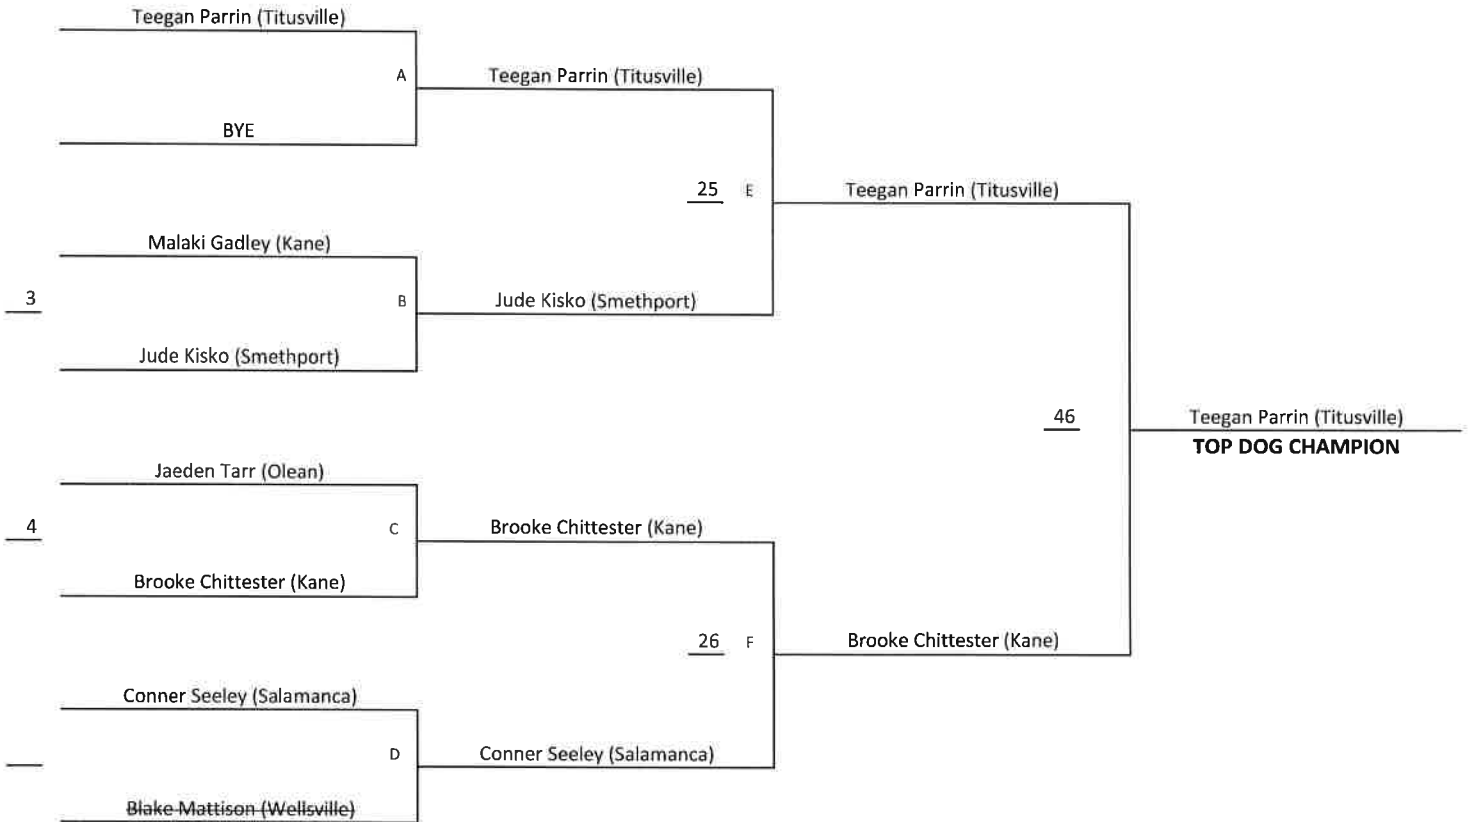 Teegan Parrin (Titusville)
A
Teegan Parrin (Titusville)
BYE
25
E
Teegan Parrin (Titusville)
Malaki Gadley (Kane)
3
B
Jude Kisko (Smethport)
Jude Kisko (Smethport)
46
Teegan Parrin (Titusville)
TOP DOG CHAMPION
Jaeden Tarr (Olean)
4
C
Brooke Chittester (Kane)
Brooke Chittester (Kane)
26
F
Brooke Chittester (Kane)
Conner Seeley (Salamanca)
D
Conner Seeley (Salamanca)
Blake Mattison (Wellsville)